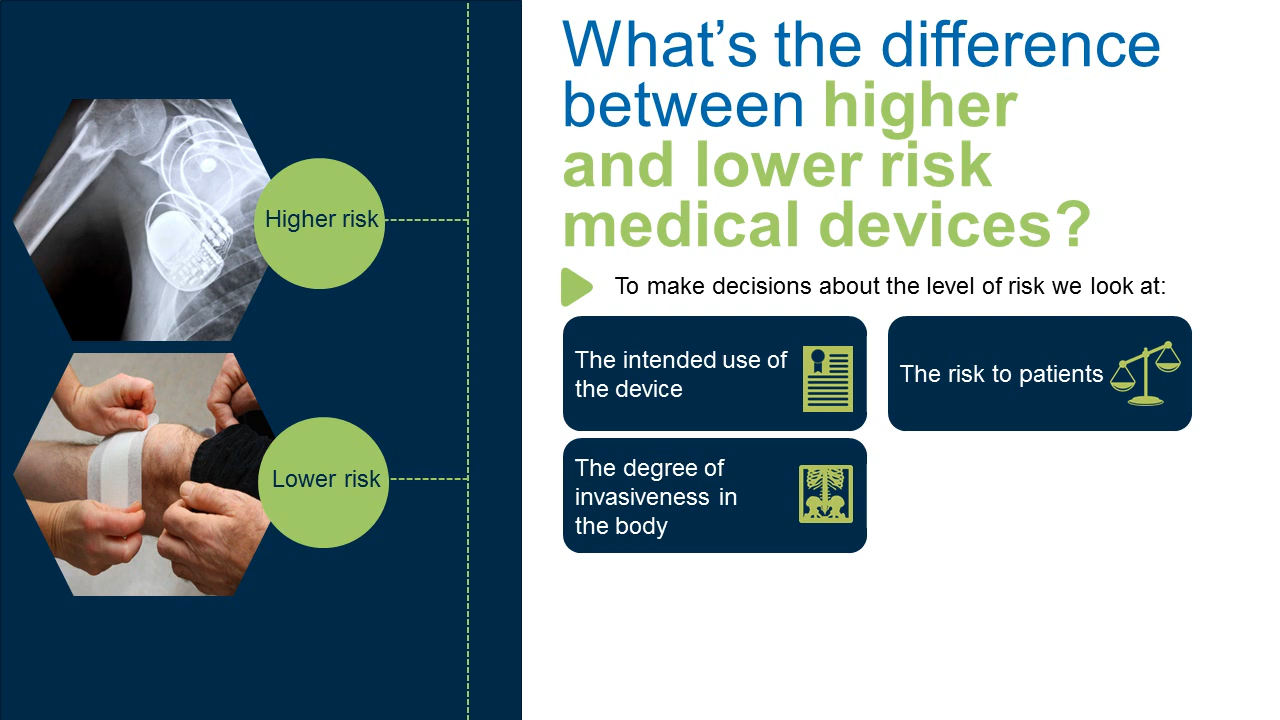 What's the difference
between higher
and lower risk
medical devices?
To make decisions about the level of risk we look at:
The intended use of
the device
The risk to patients
The degree of
invasiveness in
the body
Higher risk
Lower risk